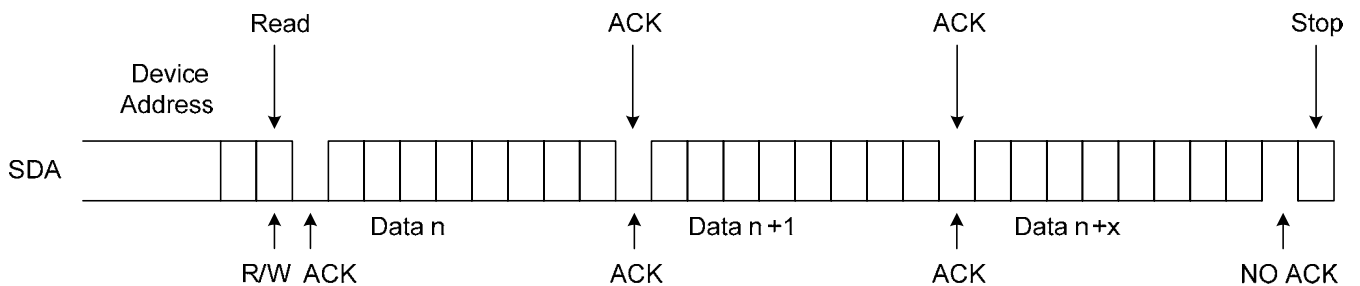 Read ACK ACK Stop
Device
Address
SDA
Data n Data n+1 Data n+x
R/W ACK ACK ACK NO ACK